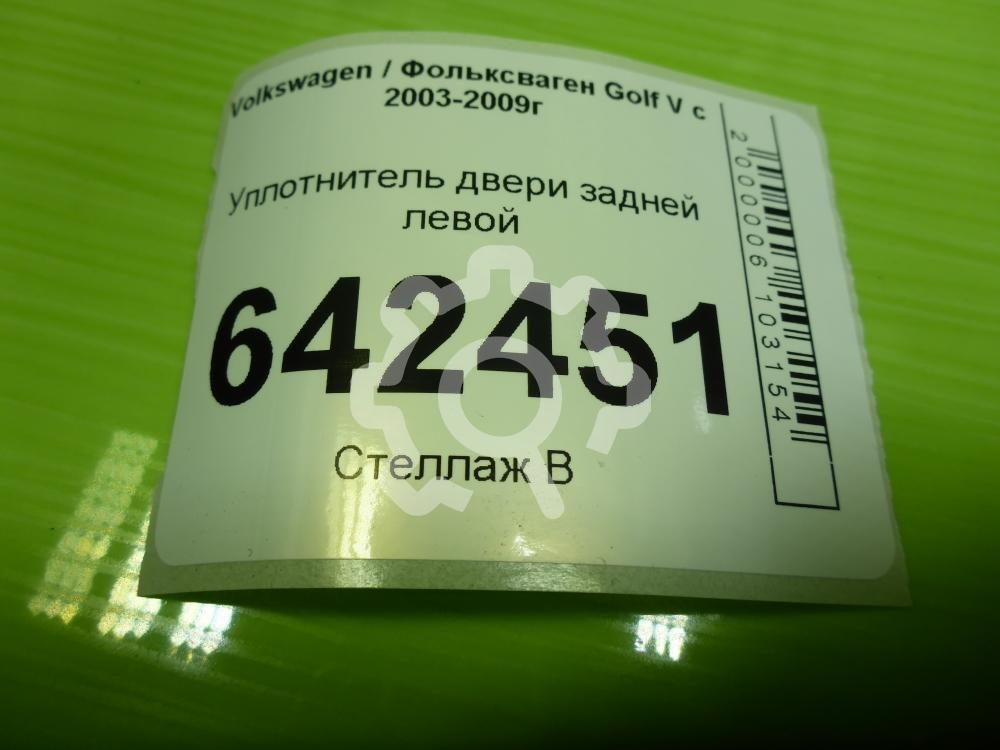 Volkswagen / Фольксваген Golf V с
2003-2009г
Уплотнитель двери задней
левой
642451
Стеллаж В
2000006103154